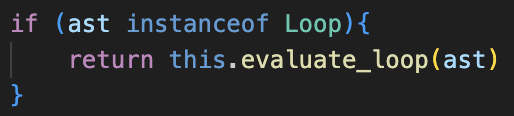 if (ast instanceof Loop){
    return this.evaluate_loop(ast)
}